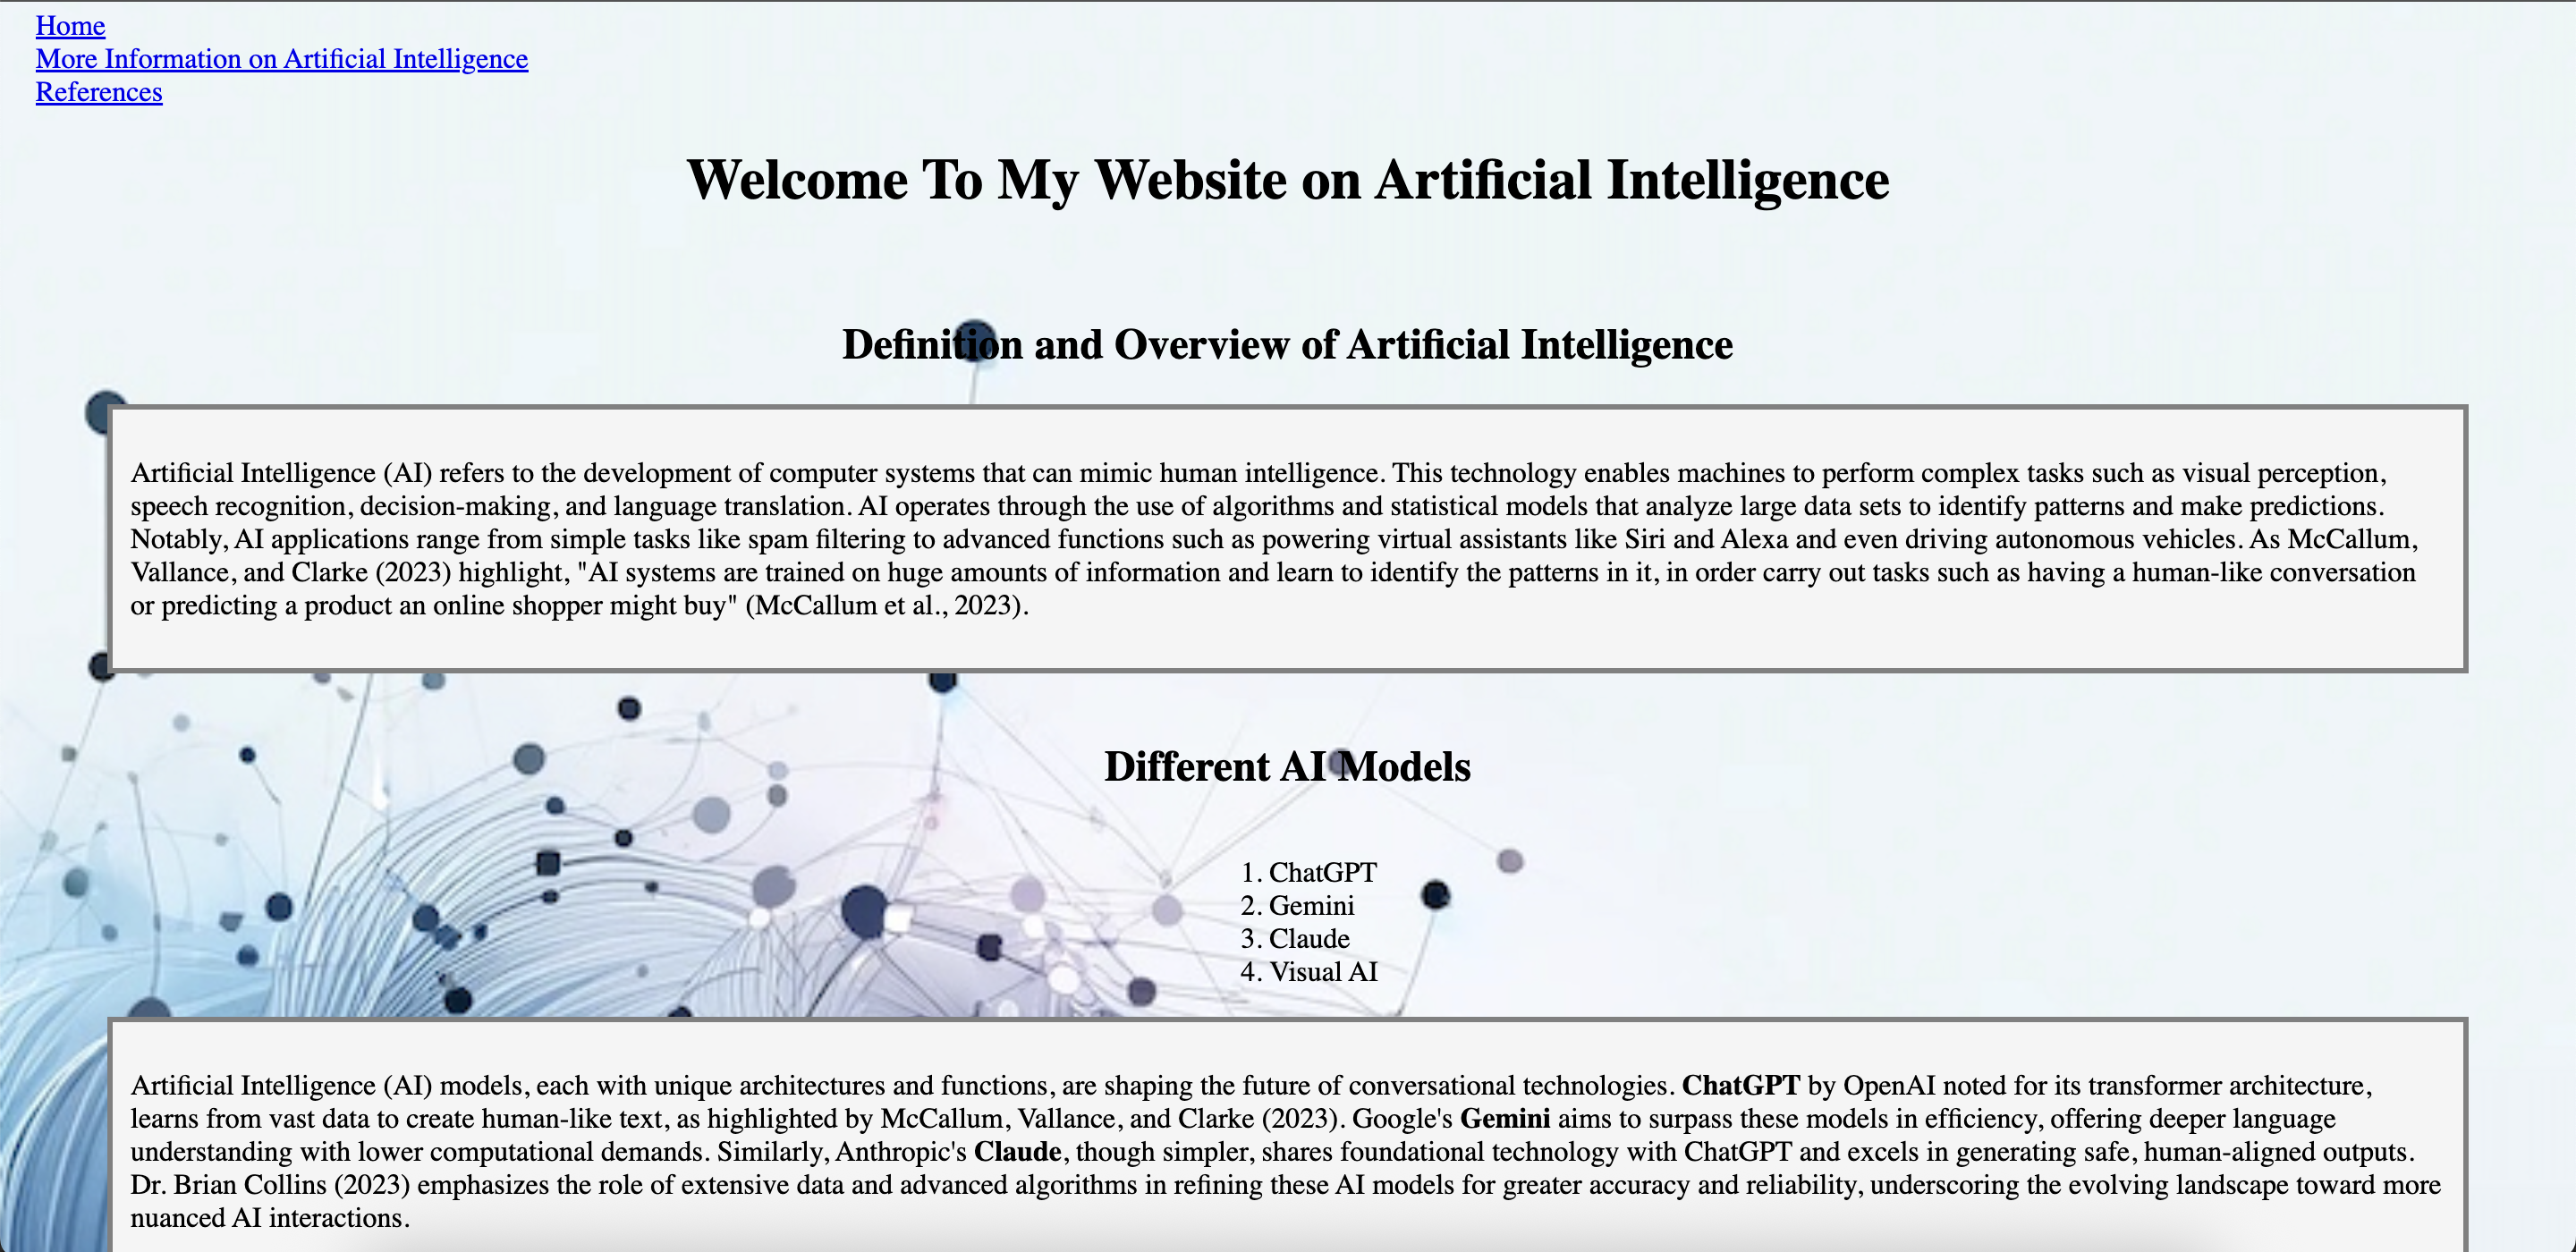 Home
More Information on Artificial Intelligence
References
Welcome To My Website on Artificial Intelligence
Definition and Overview of Artificial Intelligence
Artificial Intelligence (AI) refers to the development of computer systems that can mimic human intelligence. This technology enables machines to perform complex tasks such as visual perception,
speech recognition, decision-making, and language translation. AI operates through the use of algorithms and statistical models that analyze large data sets to identify patterns and make predictions.
Notably, AI applications range from simple tasks like spam filtering to advanced functions such as powering virtual assistants like Siri and Alexa and even driving autonomous vehicles. As McCallum,
Vallance, and Clarke (2023) highlight, "AI systems are trained on huge amounts of information and learn to identify the patterns in it, in order carry out tasks such as having a human-like conversation
or predicting a product an online shopper might buy" (McCallum et al., 2023).
Different AI Models
1. ChatGPT
2. Gemini
3. Claude
4. Visual AI
Artificial Intelligence (AI) models, each with unique architectures and functions, are shaping the future of conversational technologies. ChatGPT by OpenAI noted for its transformer architecture,
learns from vast data to create human-like text, as highlighted by McCallum, Vallance, and Clarke (2023). Google's Gemini aims to surpass these models in efficiency, offering deeper language
understanding with lower computational demands. Similarly, Anthropic's Claude, though simpler, shares foundational technology with ChatGPT and excels in generating safe, human-aligned outputs.
Dr. Brian Collins (2023) emphasizes the role of extensive data and advanced algorithms in refining these AI models for greater accuracy and reliability, underscoring the evolving landscape toward more
nuanced AI interactions.